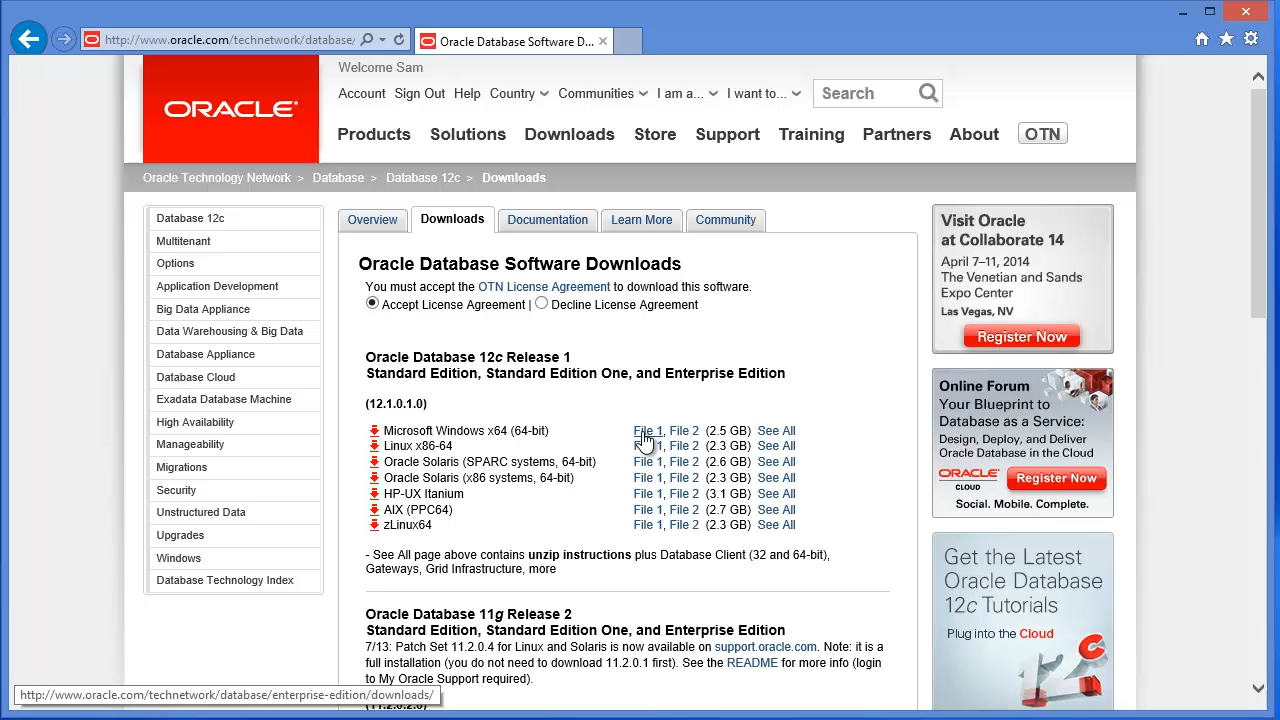 http://www.oracle.com/technetwork/database/
Oracle Database Software D...
Welcome Sam
ORACLE
Account Sign Out Help Country Communities I am a... I want to... Search
Products Solutions Downloads Store Support Training Partners About OTN
Oracle Technology Network > Database > Database 12c > Downloads
Database 12c
Multitenant
Options
Application Development
Big Data Appliance
Data Warehousing & Big Data
Database Appliance
Database Cloud
Exadata Database Machine
High Availability
Manageability
Migrations
Security
Unstructured Data
Upgrades
Windows
Database Technology Index
Overview Downloads Documentation Learn More Community
Oracle Database Software Downloads
You must accept the OTN License Agreement to download this software.
Accept License Agreement | Decline License Agreement
Oracle Database 12c Release 1
Standard Edition, Standard Edition One, and Enterprise Edition
(12.1.0.1.0)
Microsoft Windows x64 (64-bit) File 1, File 2 (2.5 GB) See All
Linux x86-64 File 1, File 2 (2.3 GB) See All
Oracle Solaris (SPARC systems, 64-bit) File 1, File 2 (2.6 GB) See All
Oracle Solaris (x86 systems, 64-bit) File 1, File 2 (2.3 GB) See All
HP-UX Itanium File 1, File 2 (3.1 GB) See All
AIX (PPC64) File 1, File 2 (2.7 GB) See All
zLinux64 File 1, File 2 (2.3 GB) See All
- See All page above contains unzip instructions plus Database Client (32 and 64-bit),
Gateways, Grid Infrastructure, more
Oracle Database 11g Release 2
Standard Edition, Standard Edition One, and Enterprise Edition
7/13: Patch Set 11.2.0.4 for Linux and Solaris is now available on support.oracle.com. Note: it is a
full installation (you do not need to download 11.2.0.1 first). See the README for more info (login
to My Oracle Support required).
(11.2.0.2.0)
Visit Oracle
at Collaborate 14
April 7–11, 2014
The Venetian and Sands
Expo Center
Las Vegas, NV
Register Now
Online Forum
Your Blueprint to
Database as a Service:
Design, Deploy, and Deliver
Oracle Database in the Cloud
ORACLE
CLOUD
Register Now
Social. Mobile. Complete.
Get the Latest
Oracle Database
12c Tutorials
Plug into the Cloud
12c
http://www.oracle.com/technetwork/database/enterprise-edition/downloads/